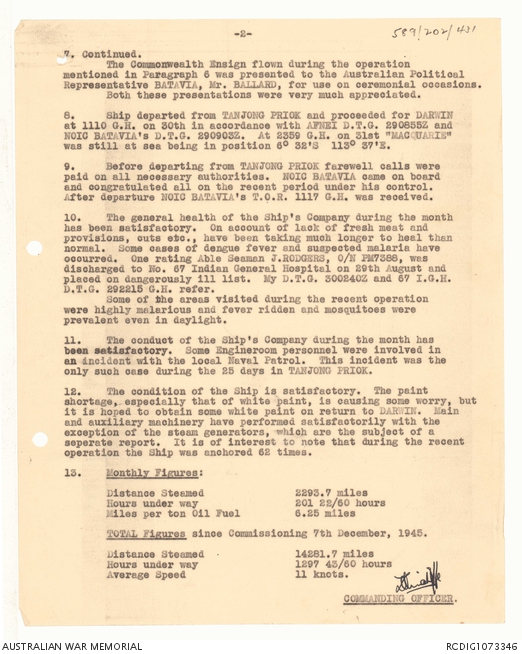 -2-
589/202/431
7. Continued.
The Commonwealth Ensign flown during the operation
mentioned in Paragraph 6 was presented to the Australian Political
Representative BATAVIA, Mr. BALLARD, for use on ceremonial occasions.
Both these presentations were very much appreciated.
8. Ship departed from TANJONG PRIOK and proceeded for DARWIN
at 1110 G.H. on 30th in accordance with AFNEI D.T.G. 290855Z and
NOIC BATAVIA's D.T.G. 290903Z. At 2359 G.H. on 31st "MACQUARIE"
was still at sea being in position 6° 32'S 113° 37'E.
9. Before departing from TANJONG PRIOK farewell calls were
paid on all necessary authorities. NOIC BATAVIA came on board
and congratulated all on the recent period under his control.
After departure NOIC BATAVIA's T.O.R. 1117 G.H. was received.
10. The general health of the Ship's Company during the month
has been satisfactory. On account of lack of fresh meat and
provisions, cuts etc., have been taking much longer to heal than
normal. Some cases of dengue fever and suspected malaria have
occurred. One rating Able Seaman J.RODGERS, O/N PM7388, was
discharged to No. 67 Indian General Hospital on 29th August and
placed on dangerously ill list. My D.T.G. 300240Z and 67 I.G.H.
D.T.G. 292215 G.H. refer.
Some of the areas visited during the recent operation
were highly malarious and fever ridden and mosquitoes were
prevalent even in daylight.
11. The conduct of the Ship's Company during the month has
been satisfactory. Some Engineroom personnel were involved in
an incident with the local Naval Patrol. This incident was the
only such case during the 25 days in TANJONG PRIOK.
12. The condition of the Ship is satisfactory. The paint
shortage, especially that of white paint, is causing some worry, but
it is hoped to obtain some white paint on return to DARWIN. Main
and auxiliary machinery have performed satisfactorily with the
exception of the steam generators, which are the subject of a
seperate report. It is of interest to note that during the recent
operation the Ship was anchored 62 times.
13. Monthly Figures:
Distance Steamed 2293.7 miles
Hours under way 201 22/60 hours
Miles per ton Oil Fuel 6.25 miles
TOTAL Figures since Commissioning 7th December, 1945.
Distance Steamed 14281.7 miles
Hours under way 1297 43/60 hours
Average Speed 11 knots.
COMMANDING OFFICER.
AUSTRALIAN WAR MEMORIAL
RCDIG1073346